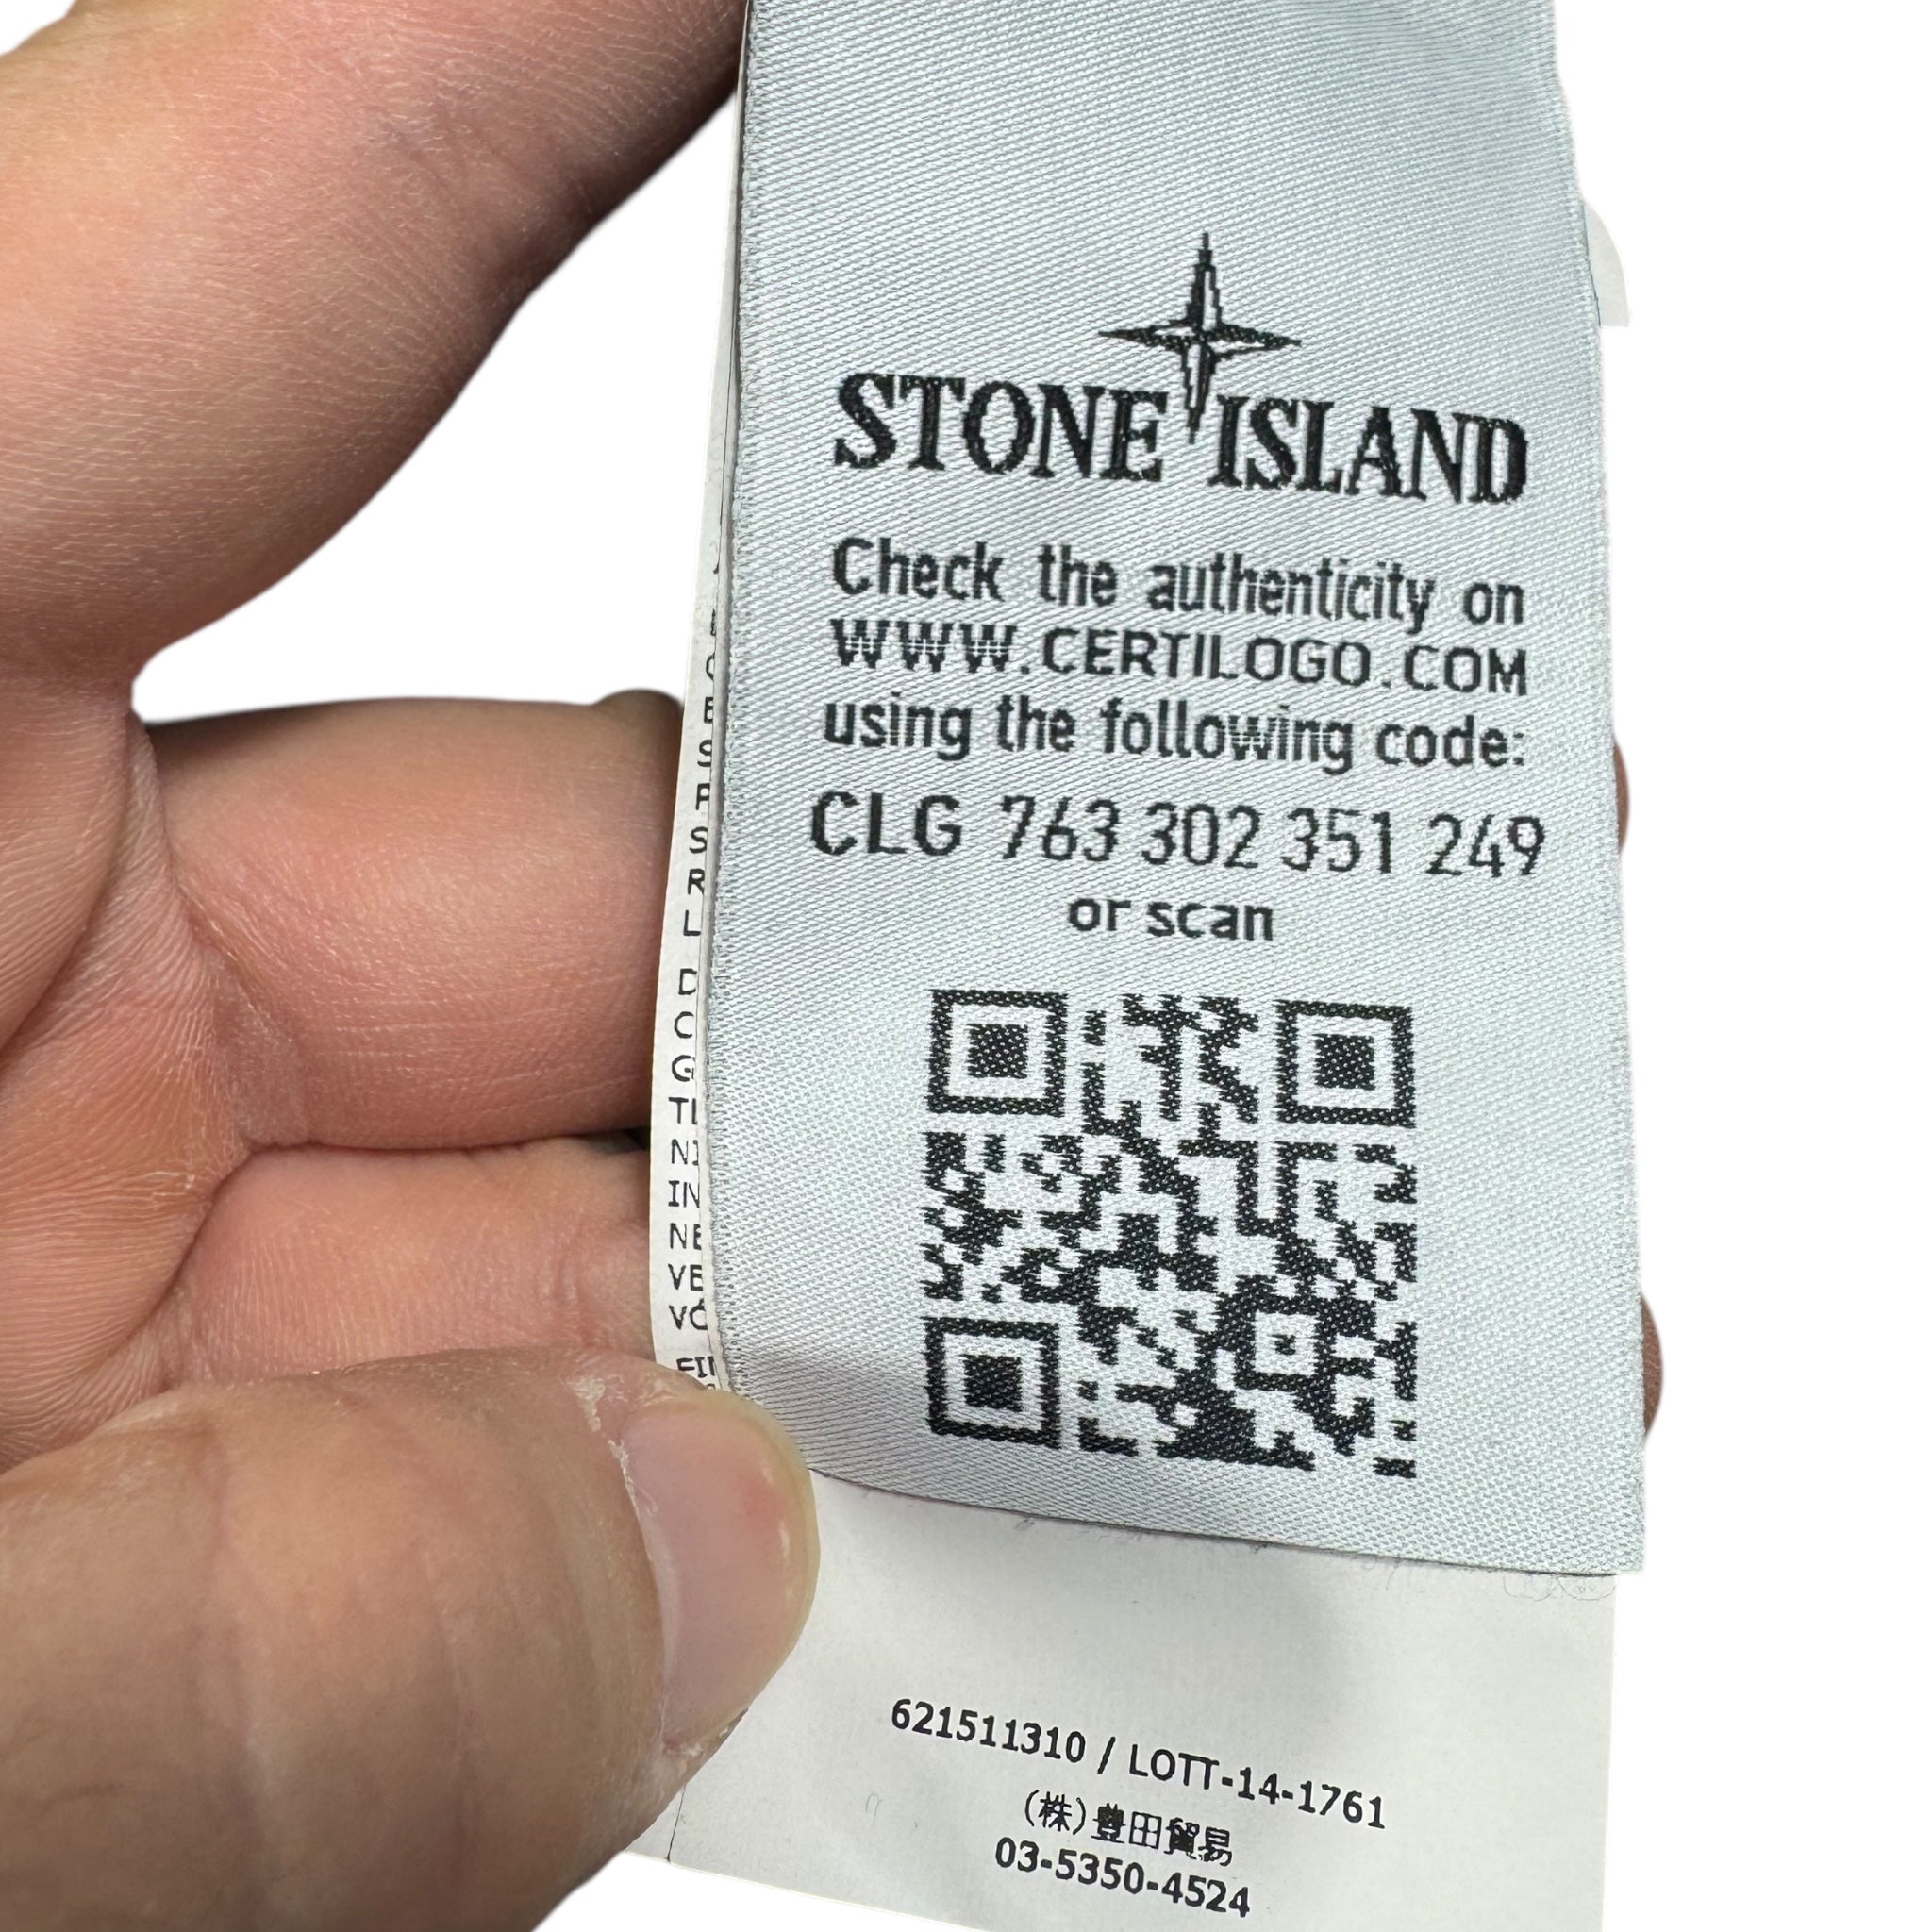 STONE ISLAND
Check the authenticity on
WWW.CERTILOGO.COM
using the following code:
CLG 763 302 351 249
or scan
621511310 / LOTT-14-1761
(株)豊田貿易
03-5350-4524